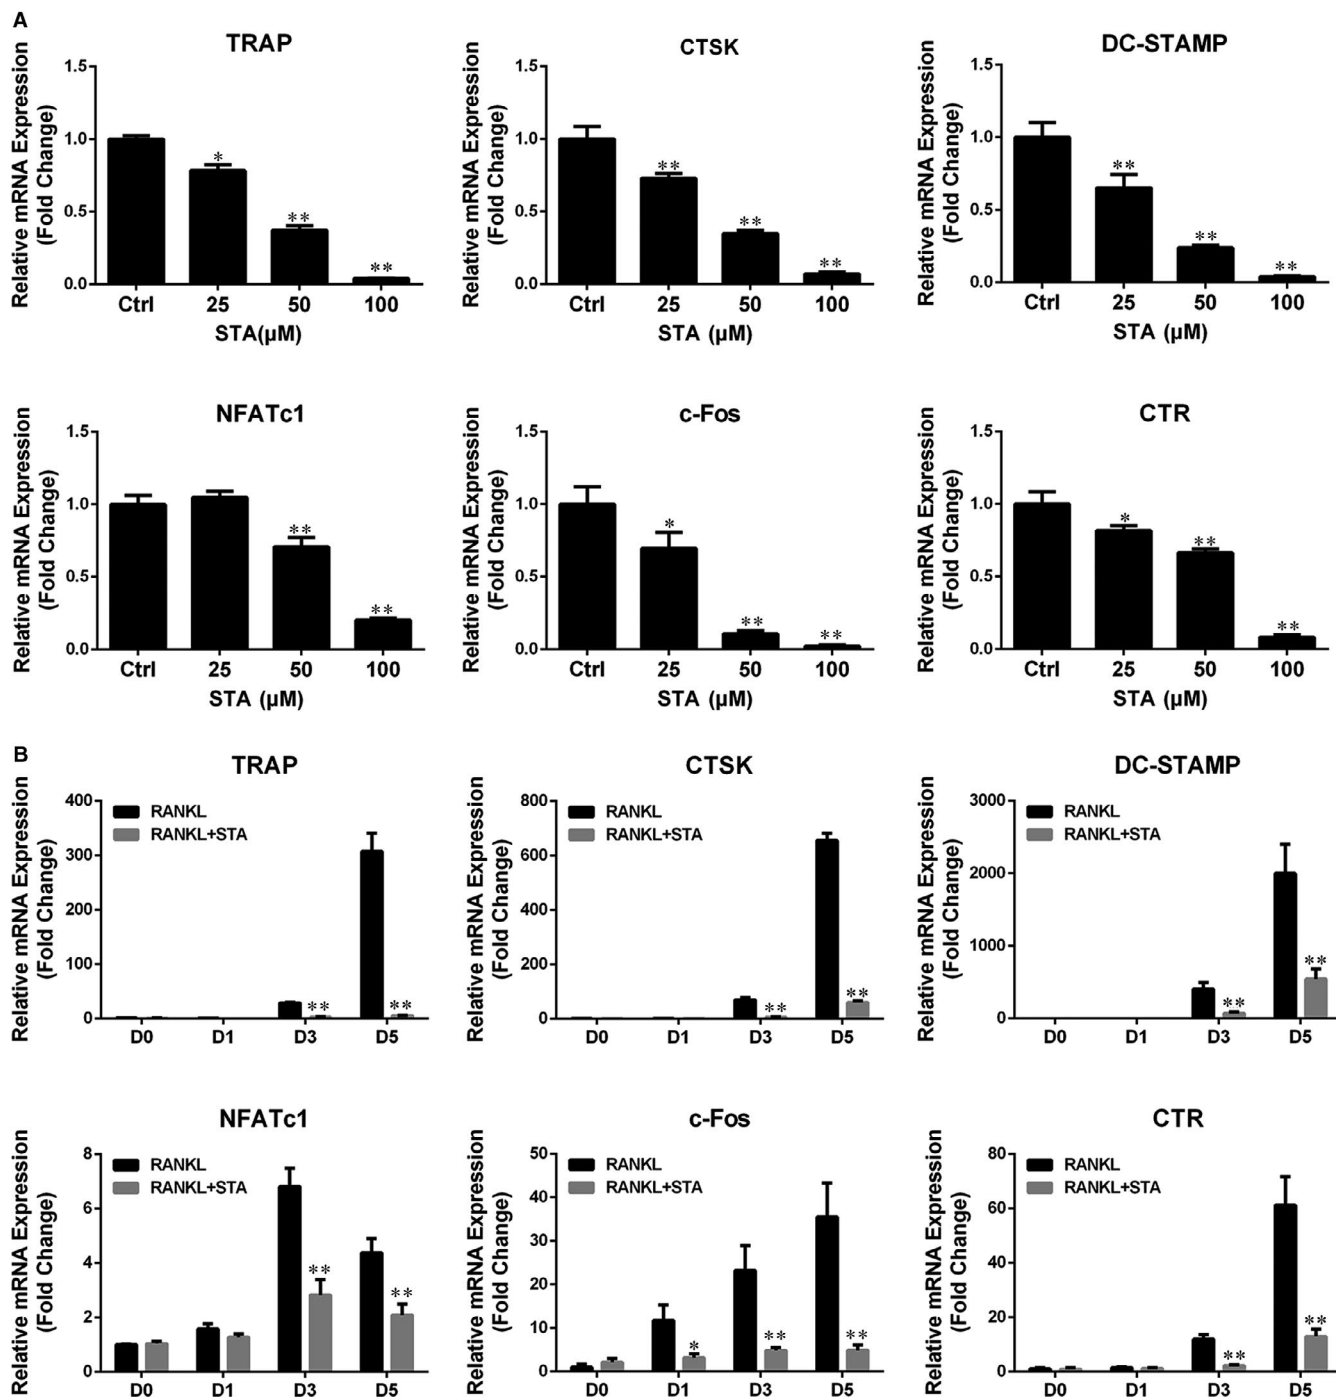 A
TRAP
Relative mRNA Expression
(Fold Change)
1.5
1.0
0.5
0.0
*
**
**
Ctrl 25 50 100
STA(μM)
CTSK
Relative mRNA Expression
(Fold Change)
1.5
1.0
0.5
0.0
**
**
**
Ctrl 25 50 100
STA (μM)
DC-STAMP
Relative mRNA Expression
(Fold Change)
1.5
1.0
0.5
0.0
**
**
**
Ctrl 25 50 100
STA (μM)
NFATc1
Relative mRNA Expression
(Fold Change)
1.5
1.0
0.5
0.0
**
**
Ctrl 25 50 100
STA (μM)
c-Fos
Relative mRNA Expression
(Fold Change)
1.5
1.0
0.5
0.0
*
**
**
Ctrl 25 50 100
STA (μM)
CTR
Relative mRNA Expression
(Fold Change)
1.5
1.0
0.5
0.0
*
**
**
Ctrl 25 50 100
STA (μM)
B
TRAP
Relative mRNA Expression
(Fold Change)
400
300
200
100
0
RANKL
RANKL+STA
**
**
D0 D1 D3 D5
CTSK
Relative mRNA Expression
(Fold Change)
800
600
400
200
0
RANKL
RANKL+STA
**
**
D0 D1 D3 D5
DC-STAMP
Relative mRNA Expression
(Fold Change)
3000
2000
1000
0
RANKL
RANKL+STA
**
**
D0 D1 D3 D5
NFATc1
Relative mRNA Expression
(Fold Change)
8
6
4
2
0
RANKL
RANKL+STA
**
**
D0 D1 D3 D5
c-Fos
Relative mRNA Expression
(Fold Change)
50
40
30
20
10
0
RANKL
RANKL+STA
*
**
**
D0 D1 D3 D5
CTR
Relative mRNA Expression
(Fold Change)
80
60
40
20
0
RANKL
RANKL+STA
**
**
D0 D1 D3 D5